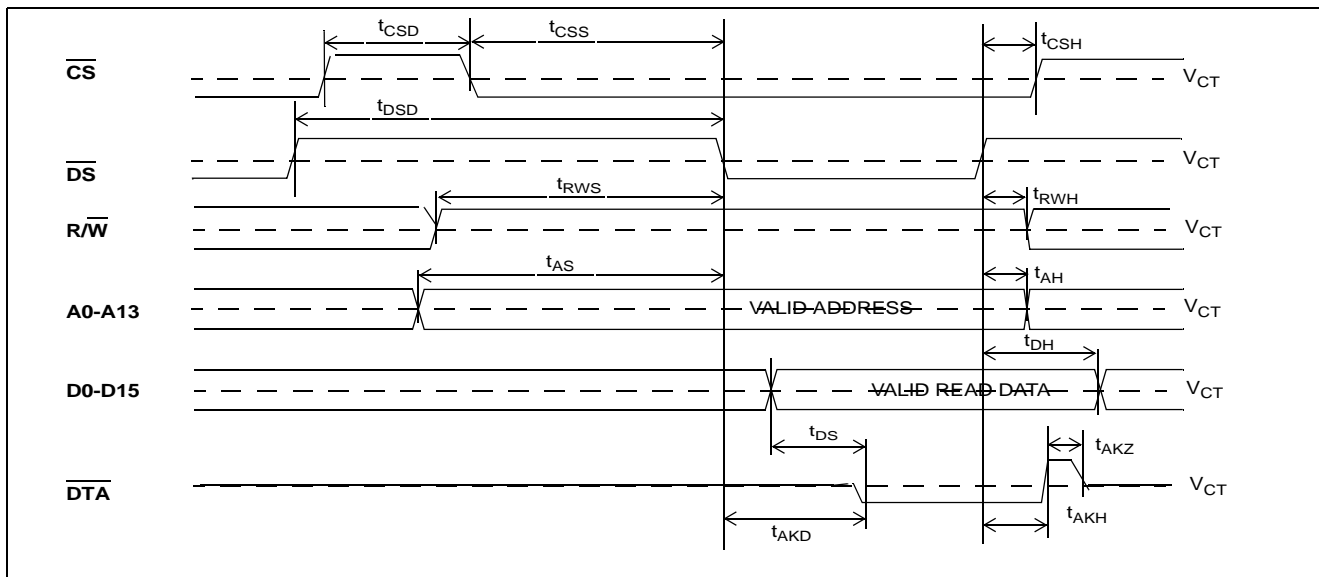 tCSD
tCSS
tCSH
CS
VCT
tDSD
DS
VCT
tRWS
tRWH
R/W
VCT
tAS
tAH
A0-A13
VALID ADDRESS
VCT
tDH
D0-D15
VALID READ DATA
VCT
tDS
tAKZ
DTA
VCT
tAKD
tAKH